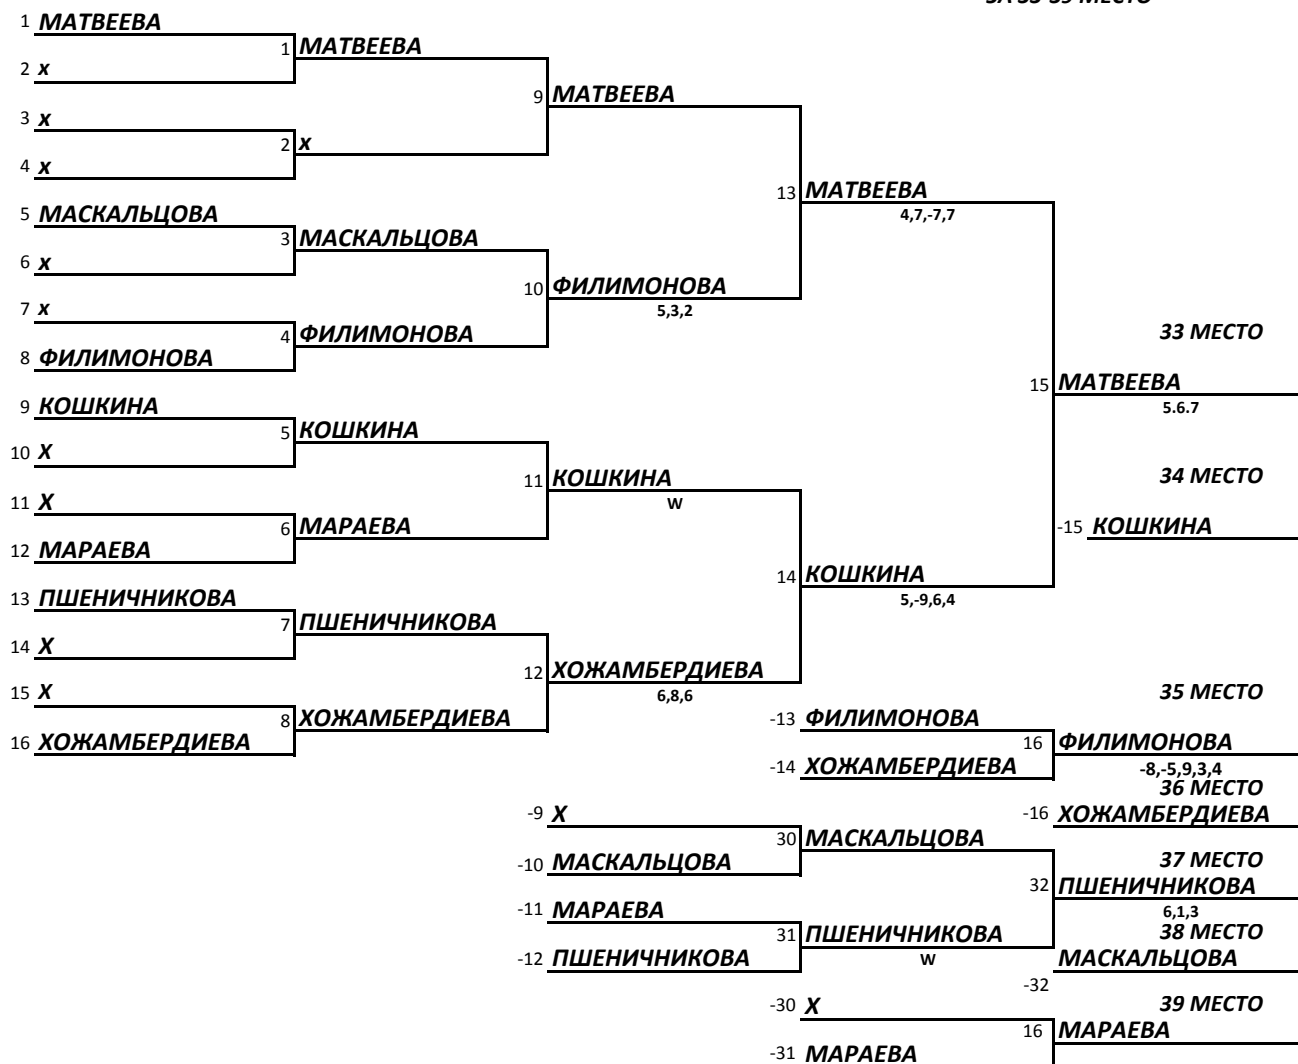 ЗА 33-39 МЕСТО
1 МАТВЕЕВА
1 МАТВЕЕВА
2 х
9 МАТВЕЕВА
3 х
2 х
4 х
13 МАТВЕЕВА
4,7,-7,7
5 МАСКАЛЬЦОВА
3 МАСКАЛЬЦОВА
6 х
10 ФИЛИМОНОВА
5,3,2
7 х
4 ФИЛИМОНОВА
8 ФИЛИМОНОВА
33 МЕСТО
15 МАТВЕЕВА
5.6.7
9 КОШКИНА
5 КОШКИНА
10 Х
11 КОШКИНА
W
34 МЕСТО
11 Х
6 МАРАЕВА
-15 КОШКИНА
12 МАРАЕВА
14 КОШКИНА
5,-9,6,4
13 ПШЕНИЧНИКОВА
7 ПШЕНИЧНИКОВА
14 Х
12 ХОЖАМБЕРДИЕВА
6,8,6
15 Х
35 МЕСТО
8 ХОЖАМБЕРДИЕВА
-13 ФИЛИМОНОВА
16 ХОЖАМБЕРДИЕВА
16 ФИЛИМОНОВА
-8,-5,9,3,4
-14 ХОЖАМБЕРДИЕВА
36 МЕСТО
-9 Х
-16 ХОЖАМБЕРДИЕВА
30 МАСКАЛЬЦОВА
-10 МАСКАЛЬЦОВА
37 МЕСТО
32 ПШЕНИЧНИКОВА
6,1,3
-11 МАРАЕВА
31 ПШЕНИЧНИКОВА
W
38 МЕСТО
-12 ПШЕНИЧНИКОВА
МАСКАЛЬЦОВА
-32
-30 Х
39 МЕСТО
16 МАРАЕВА
-31 МАРАЕВА